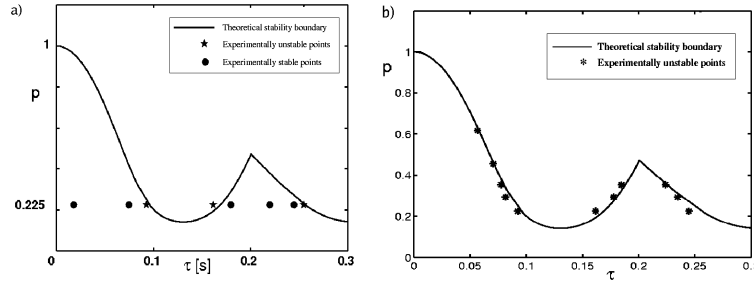 a)
Theoretical stability boundary
Experimentally unstable points
Experimentally stable points
1
p
0.225
0
0.1
0.2
0.3
τ [s]
b)
Theoretical stability boundary
Experimentally unstable points
1
p
0.8
0.6
0.4
0.2
0
0
0.05
0.1
0.15
0.2
0.25
τ